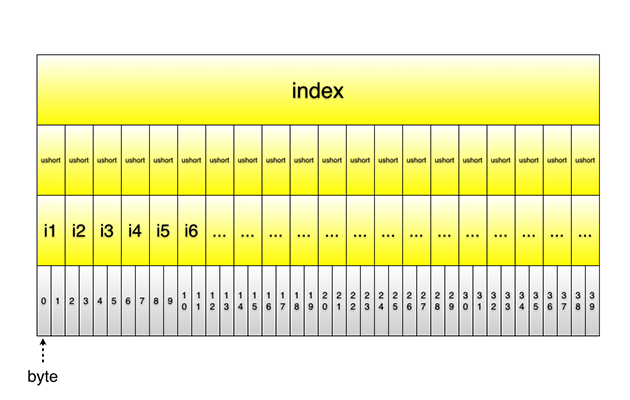 index
ushort ushort ushort ushort ushort ushort ushort ushort ushort ushort ushort ushort ushort ushort ushort ushort ushort ushort ushort ushort
i1 i2 i3 i4 i5 i6 ... ... ... ... ... ... ... ... ... ... ... ... ... ...
0 1 2 3 4 5 6 7 8 9 10 11 12 13 14 15 16 17 18 19 20 21 22 23 24 25 26 27 28 29 30 31 32 33 34 35 36 37 38 39
byte